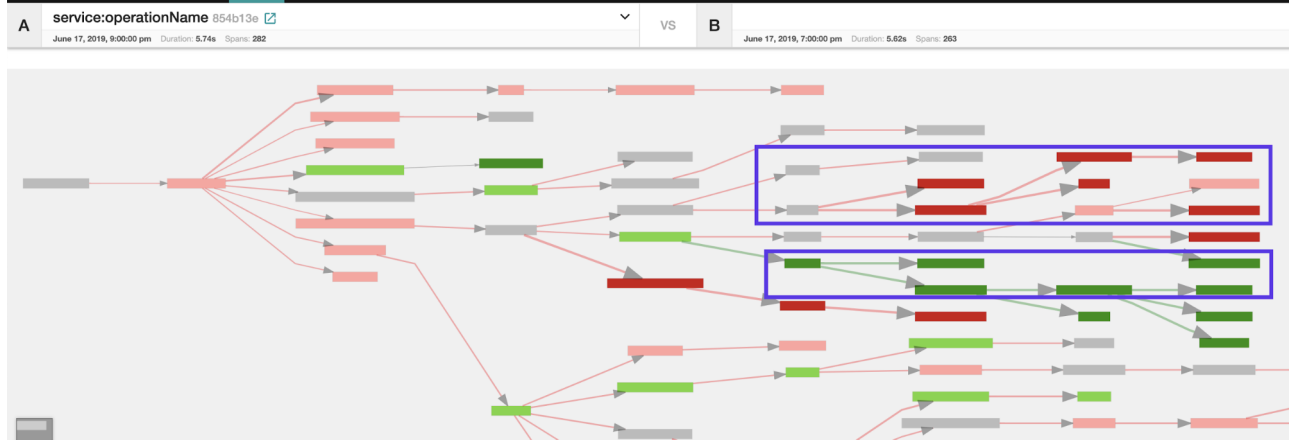 A
service:operationName 854b13e
June 17, 2019, 9:00:00 pm Duration: 5.74s Spans: 282
VS
B
June 17, 2019, 7:00:00 pm Duration: 5.62s Spans: 263